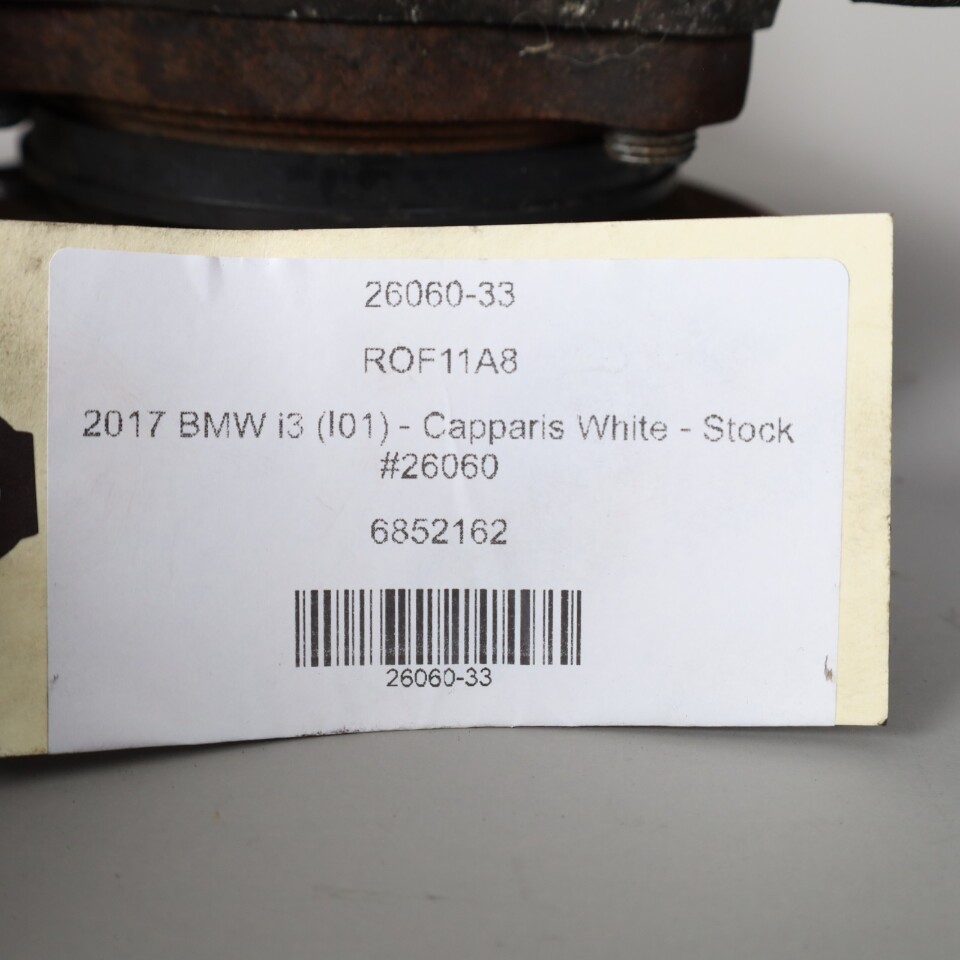 26060-33
ROF11A8
2017 BMW i3 (I01) - Capparis White - Stock
#26060
6852162
26060-33